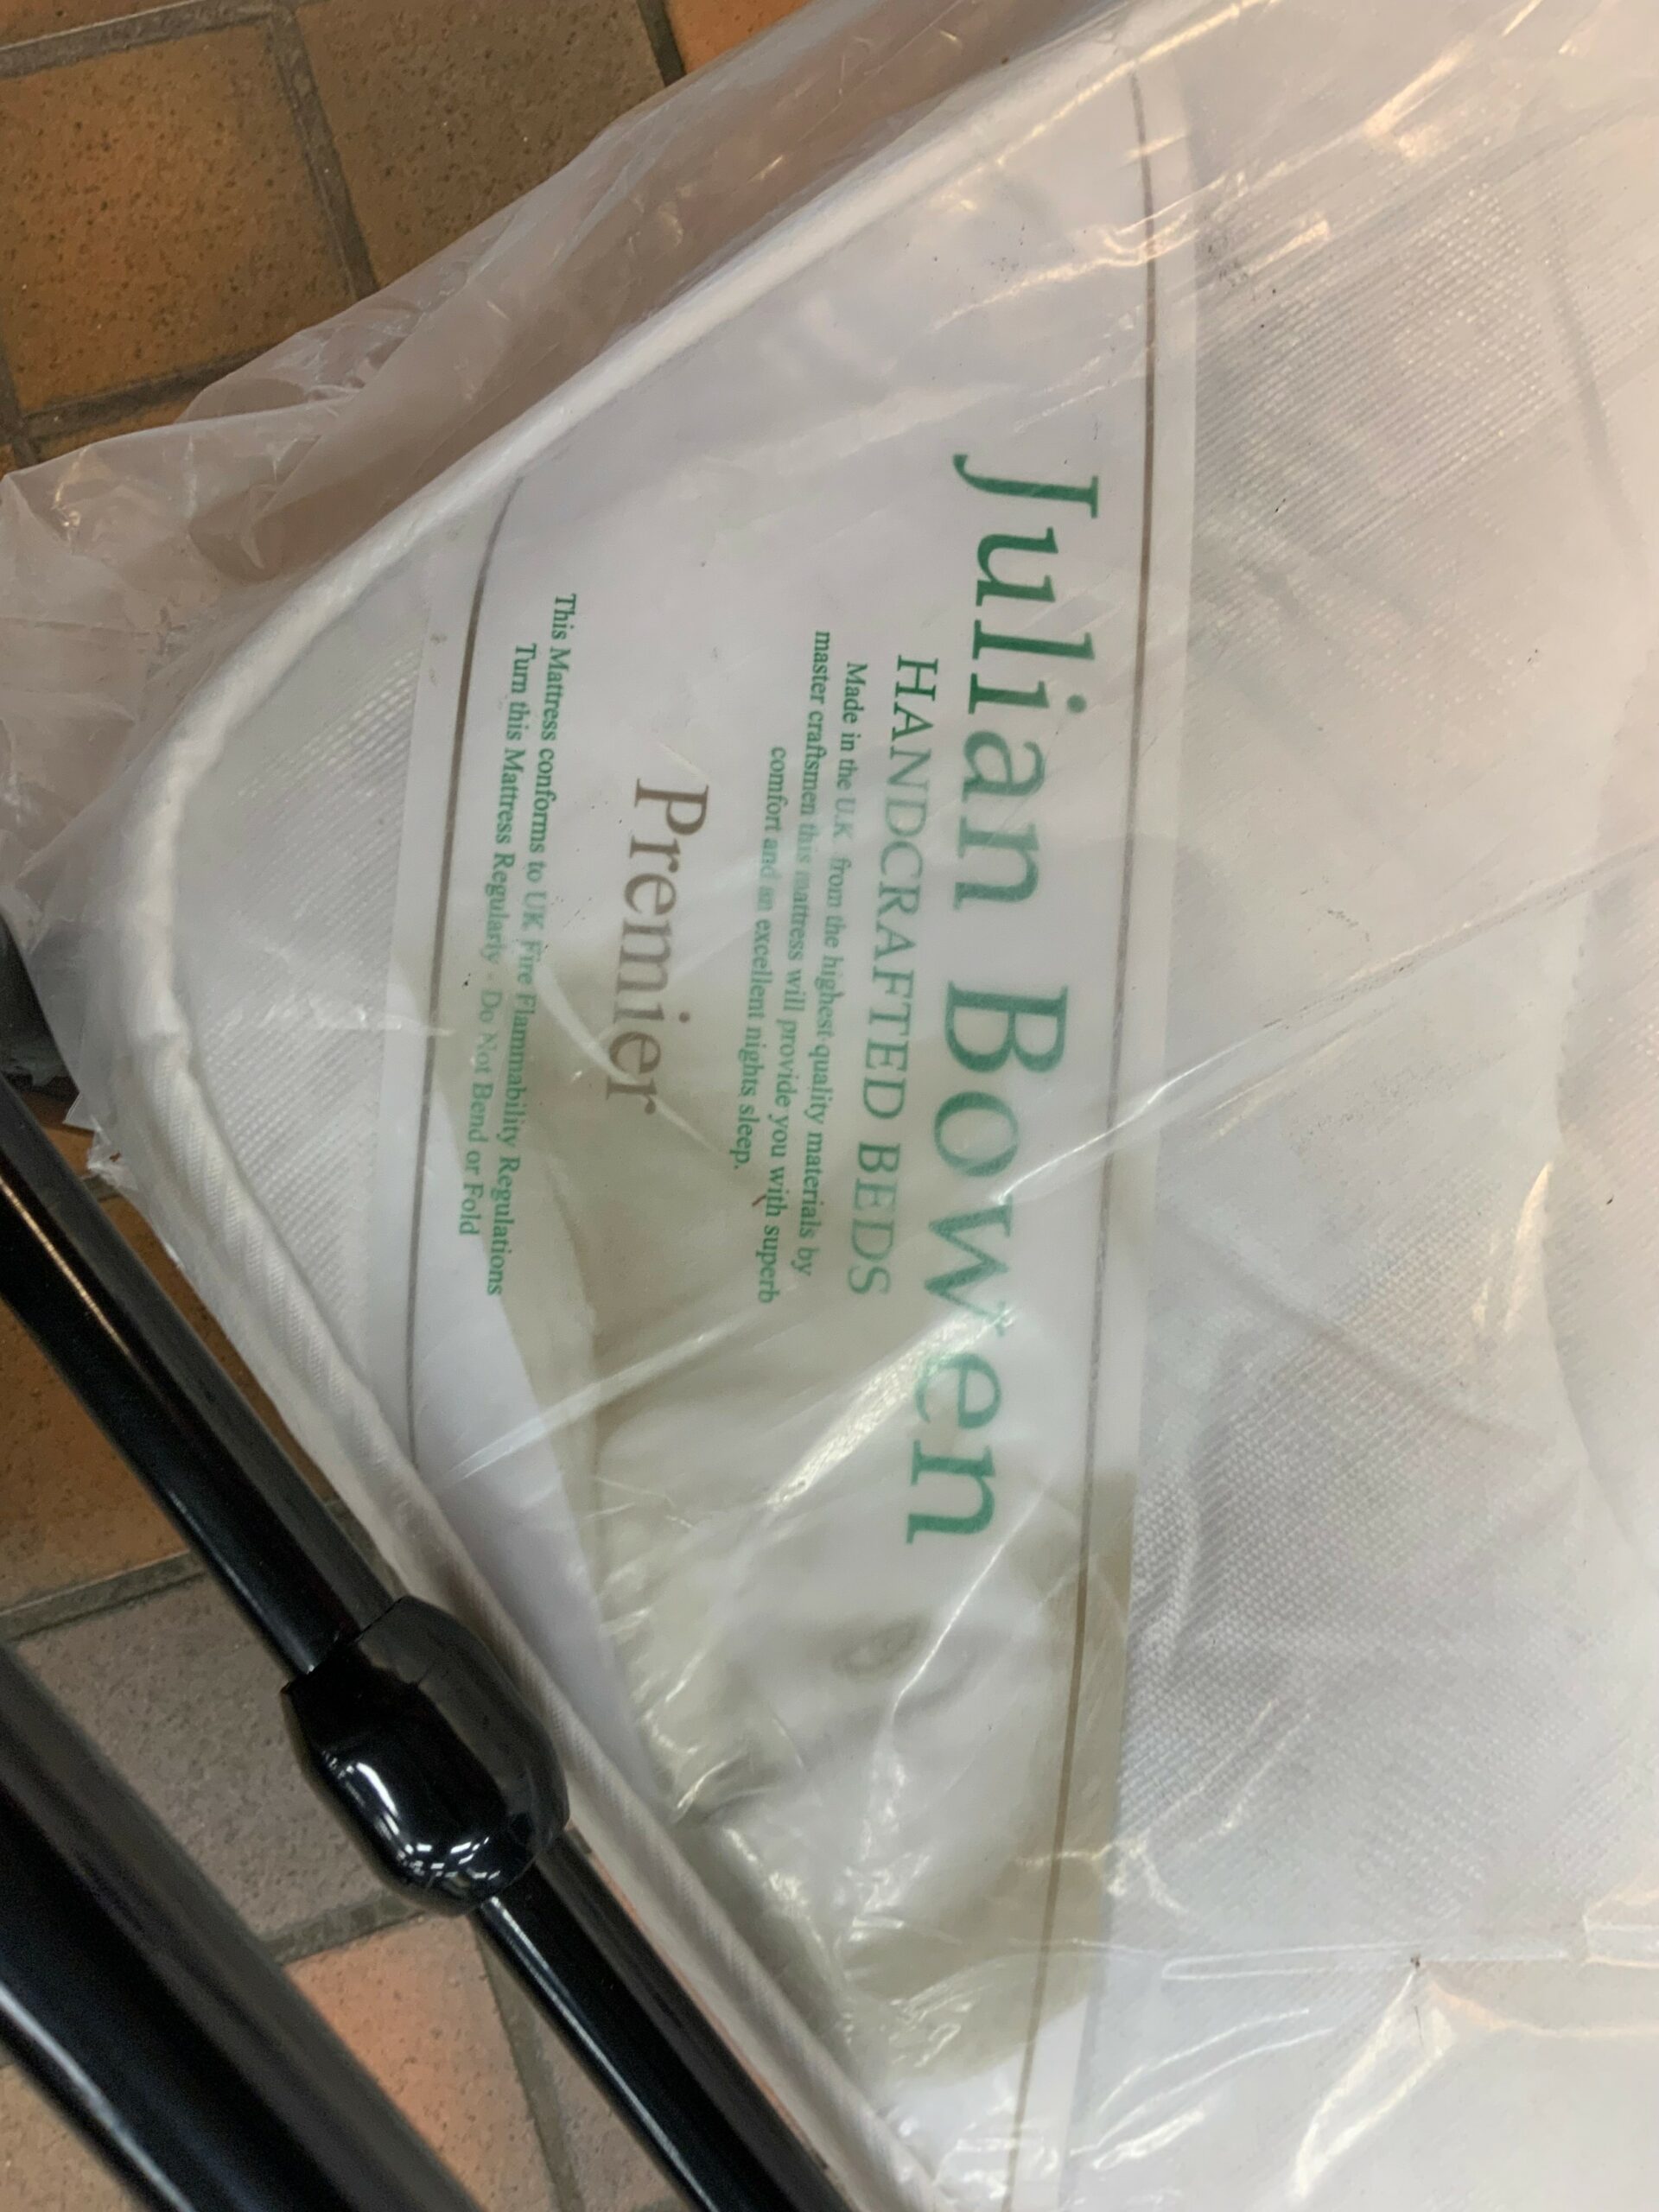 Julian Bowen
HANDCRAFTED BEDS
Made in the U.K. from the highest quality materials by
master craftsmen this mattress will provide you with superb
comfort and an excellent nights sleep.
Premier
This Mattress conforms to UK Fire Flammability Regulations
Turn this Mattress Regularly - Do Not Bend or Fold